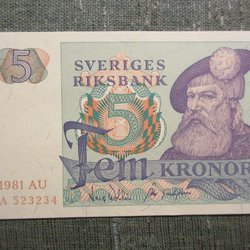 5
SVERIGES
RIKSBANK
5
Fem KRONOR
1981 AU
A 523234